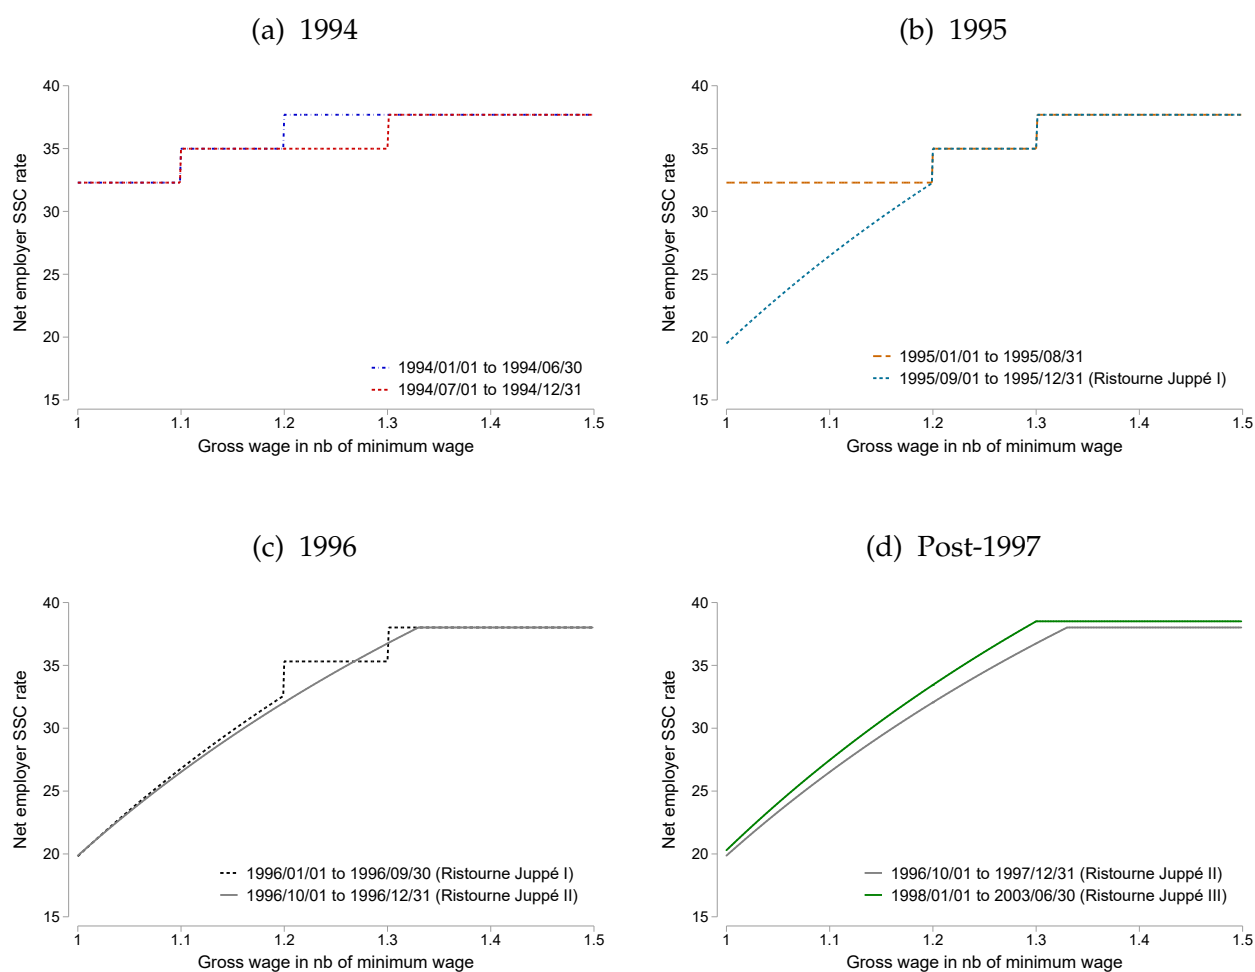 (a) 1994
Net employer SSC rate
40
35
30
25
20
15
1994/01/01 to 1994/06/30
1994/07/01 to 1994/12/31
1 1.1 1.2 1.3 1.4 1.5
Gross wage in nb of minimum wage
(b) 1995
Net employer SSC rate
40
35
30
25
20
15
1995/01/01 to 1995/08/31
1995/09/01 to 1995/12/31 (Ristourne Juppé I)
1 1.1 1.2 1.3 1.4 1.5
Gross wage in nb of minimum wage
(c) 1996
Net employer SSC rate
40
35
30
25
20
15
1996/01/01 to 1996/09/30 (Ristourne Juppé I)
1996/10/01 to 1996/12/31 (Ristourne Juppé II)
1 1.1 1.2 1.3 1.4 1.5
Gross wage in nb of minimum wage
(d) Post-1997
Net employer SSC rate
40
35
30
25
20
15
1996/10/01 to 1997/12/31 (Ristourne Juppé II)
1998/01/01 to 2003/06/30 (Ristourne Juppé III)
1 1.1 1.2 1.3 1.4 1.5
Gross wage in nb of minimum wage